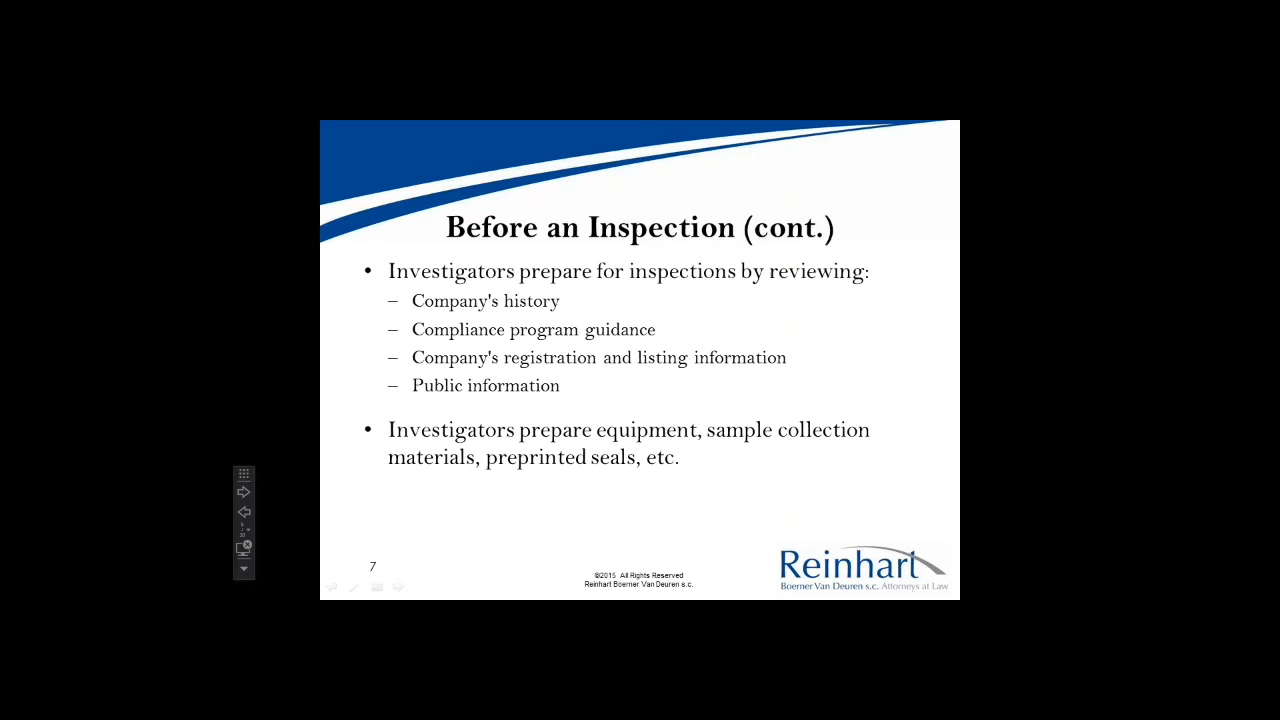 Before an Inspection (cont.)
• Investigators prepare for inspections by reviewing:
– Company's history
– Compliance program guidance
– Company's registration and listing information
– Public information
• Investigators prepare equipment, sample collection
materials, preprinted seals, etc.
7
©2015 All Rights Reserved
Reinhart Boerner Van Deuren s.c.
Reinhart
Boerner Van Deuren s.c. Attorneys at Law